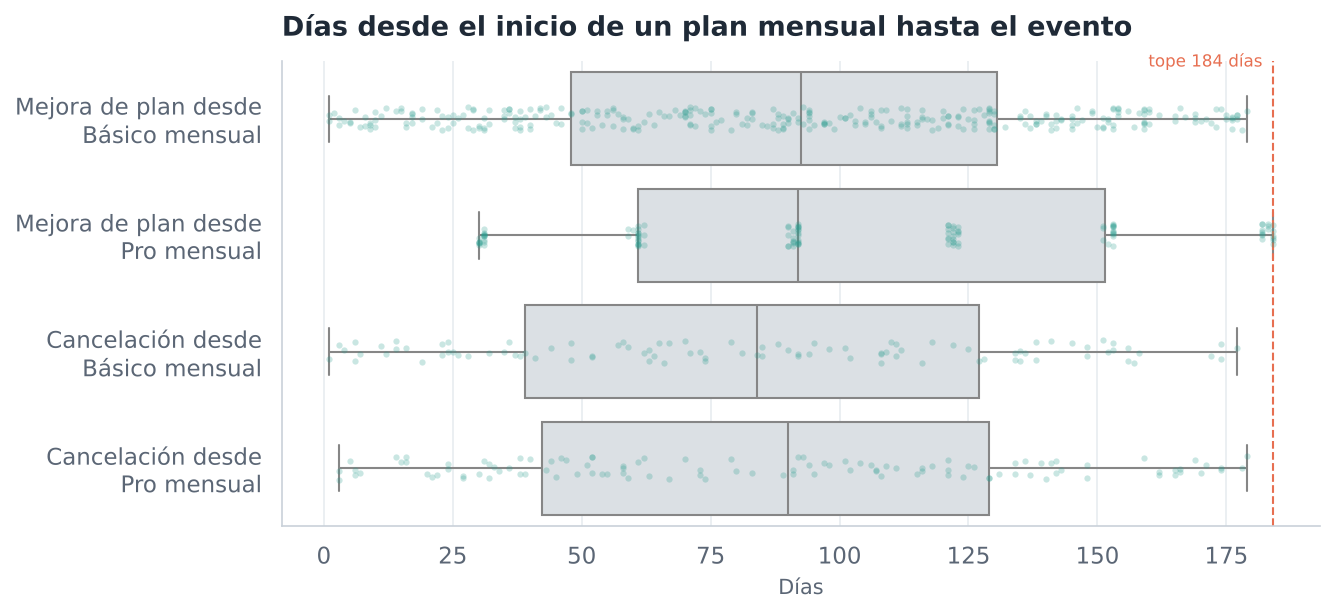 Días desde el inicio de un plan mensual hasta el evento
tope 184 días
Mejora de plan desde
Básico mensual
Mejora de plan desde
Pro mensual
Cancelación desde
Básico mensual
Cancelación desde
Pro mensual
0 25 50 75 100 125 150 175
Días